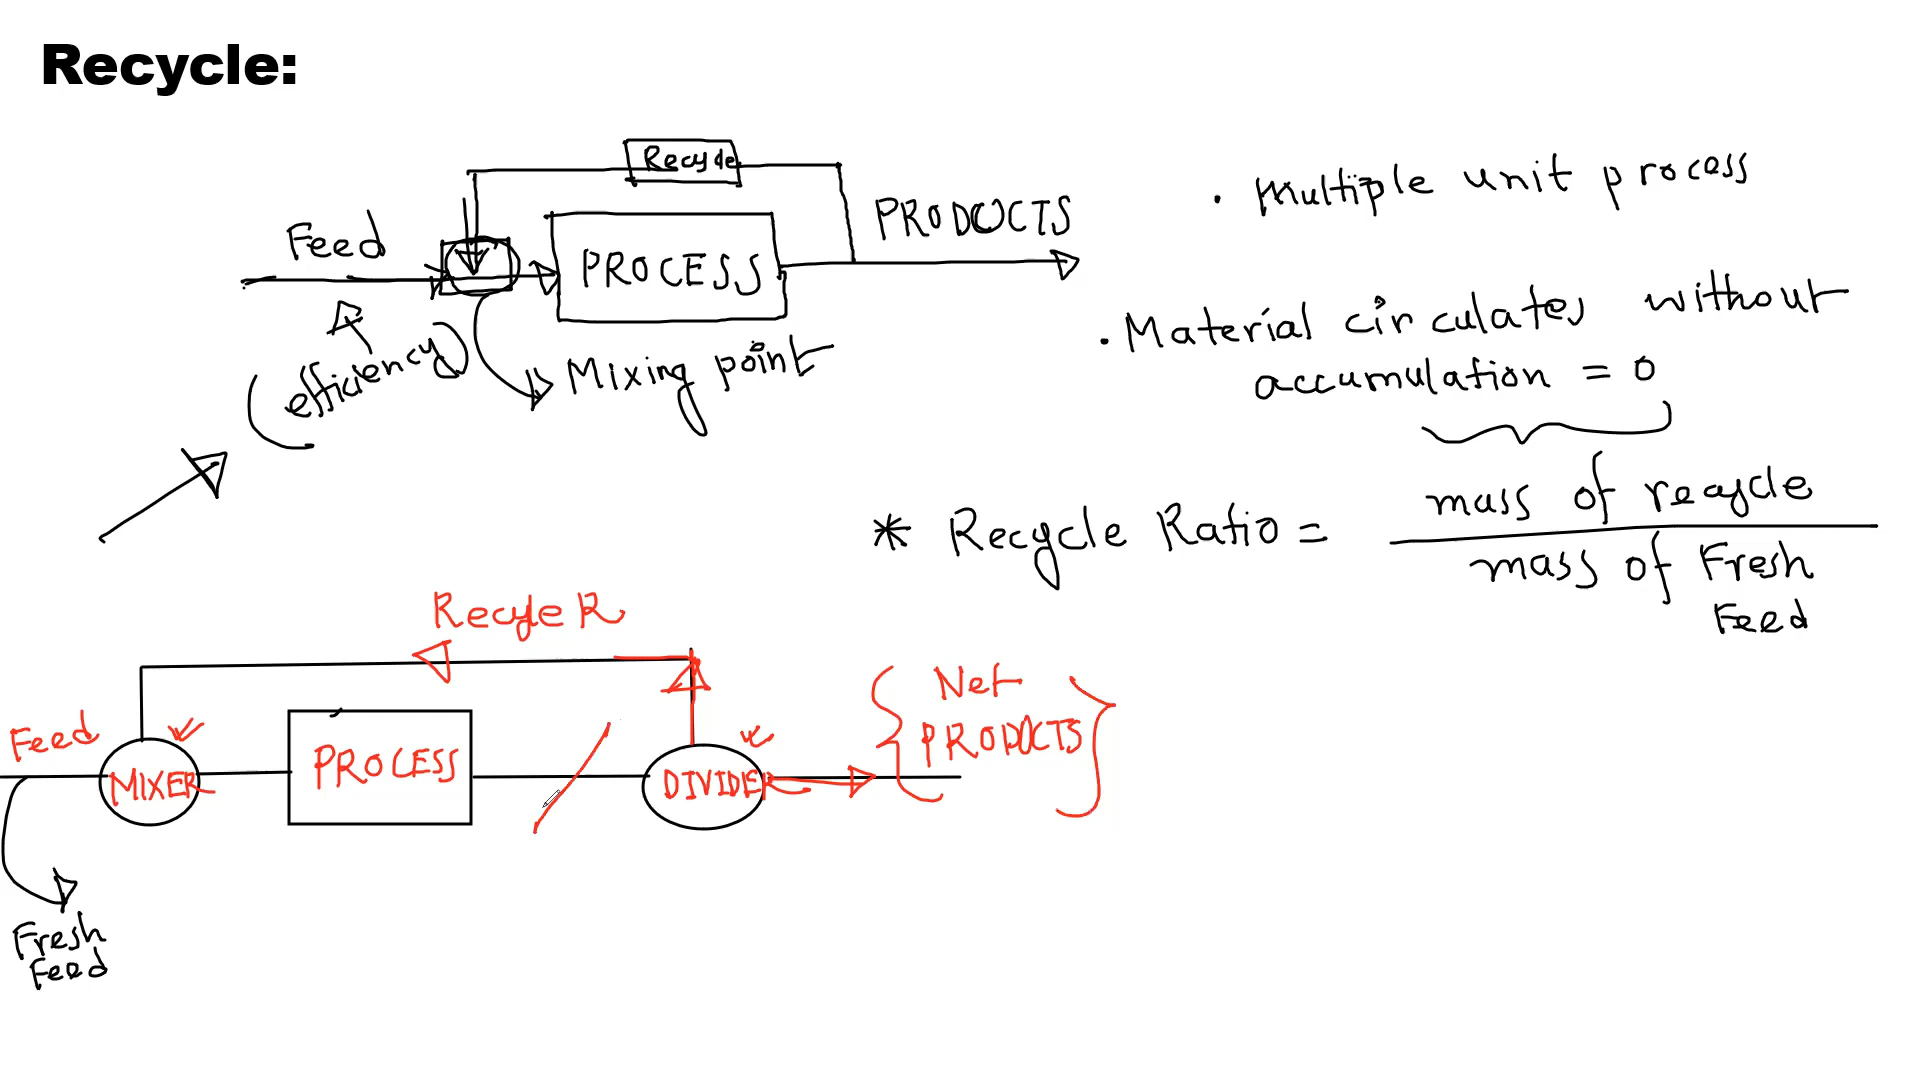 Recycle:
Recycle
Feed
PROCESS
PRODUCTS
(efficiency)
Mixing point
• Multiple unit process
• Material circulates without
accumulation = 0
* Recycle Ratio = mass of recycle
mass of Fresh
Feed
Recycle R
Feed
MIXER
PROCESS
DIVIDER
Net
PRODUCTS
Fresh
Feed